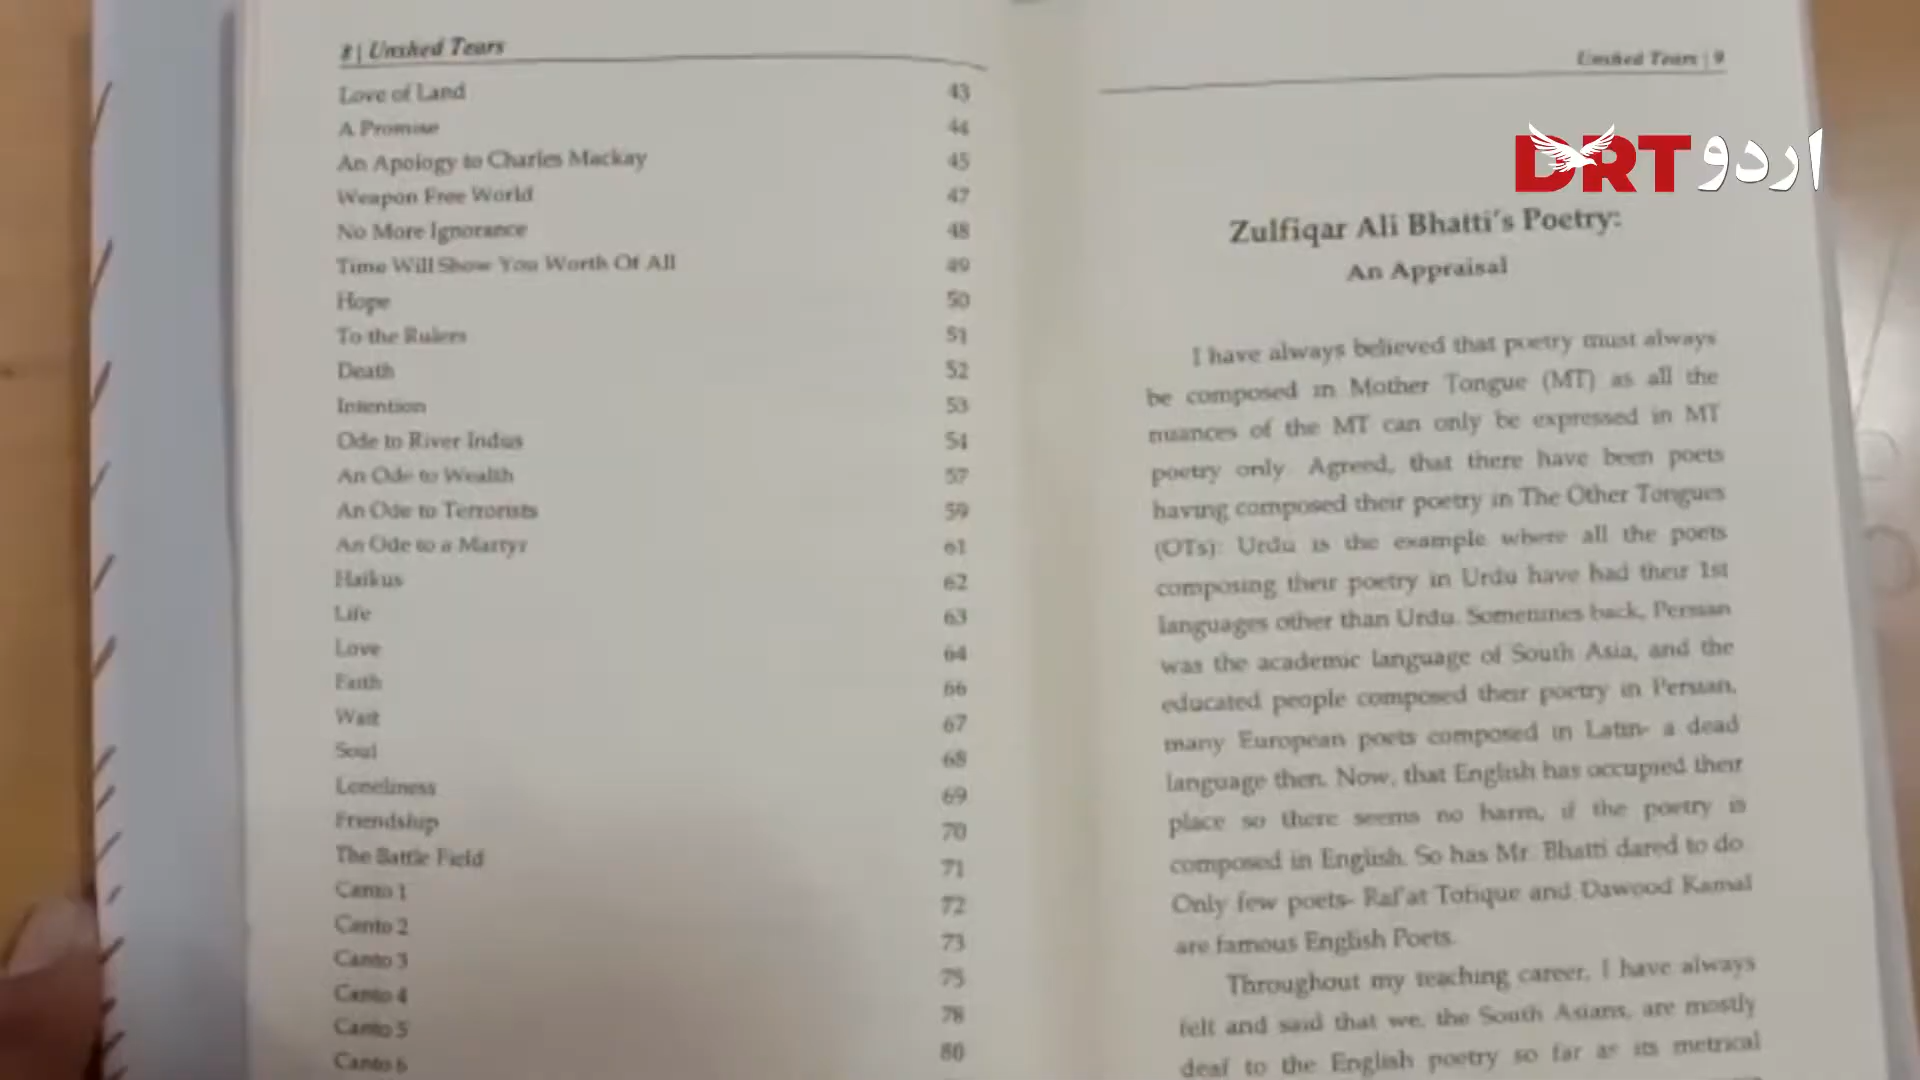 8 | Unshed Tears
Love of Land 43
A Promise 44
An Apology to Charles Mackay 45
Weapon Free World 47
No More Ignorance 48
Time Will Show You Worth Of All 49
Hope 50
To the Rulers 51
Death 52
Intention 53
Ode to River Indus 54
An Ode to Wealth 57
An Ode to Terrorists 59
An Ode to a Martyr 61
Haikus 62
Life 63
Love 64
Faith 66
Wait 67
Soul 68
Loneliness 69
Friendship 70
The Battle Field 71
Canto 1 72
Canto 2 73
Canto 3 75
Canto 4 78
Canto 5 80
Canto 6
Unshed Tears | 9
DRT اردو
Zulfiqar Ali Bhatti's Poetry:
An Appraisal
I have always believed that poetry must always
be composed in Mother Tongue (MT) as all the
nuances of the MT can only be expressed in MT
poetry only. Agreed, that there have been poets
having composed their poetry in The Other Tongues
(OTs): Urdu is the example where all the poets
composing their poetry in Urdu have had their 1st
languages other than Urdu. Sometimes back, Persian
was the academic language of South Asia, and the
educated people composed their poetry in Persian,
many European poets composed in Latin- a dead
language then. Now, that English has occupied their
place so there seems no harm, if the poetry is
composed in English. So has Mr. Bhatti dared to do
Only few poets- Raf'at Tofique and Dawood Kamal
are famous English Poets.
Throughout my teaching career, I have always
felt and said that we, the South Asians, are mostly
deaf to the English poetry so far as its metrical